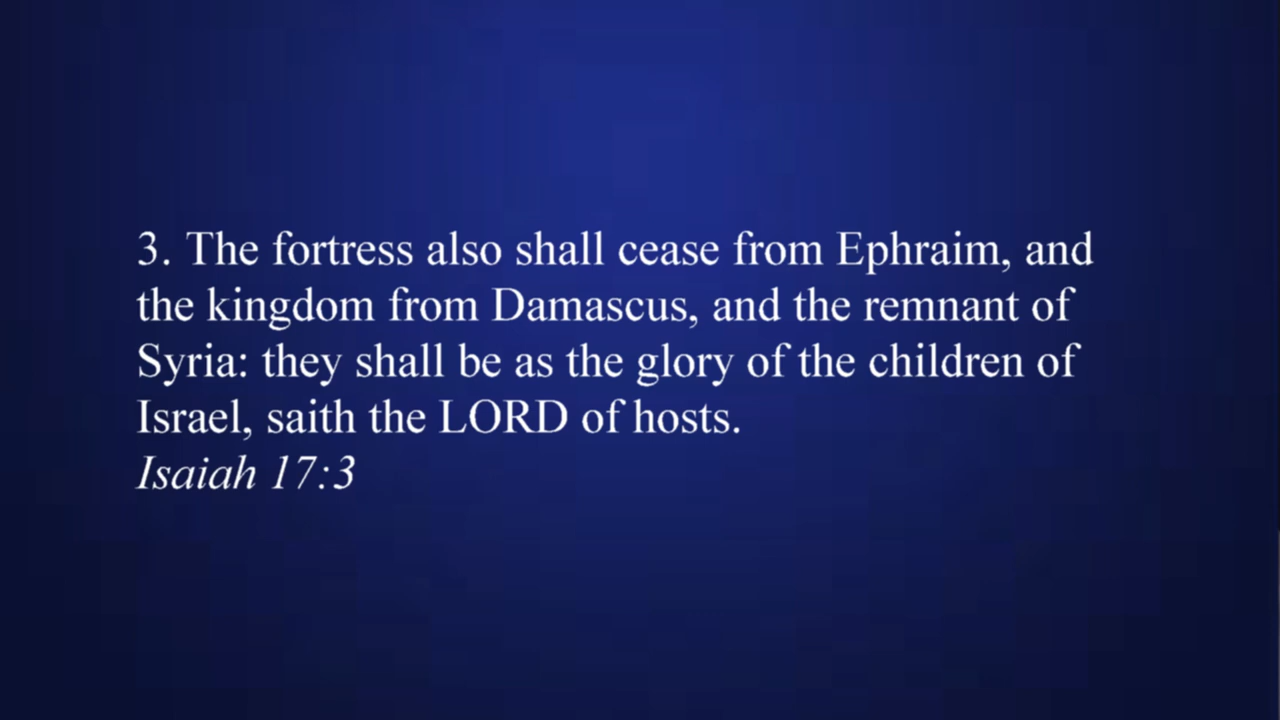 3. The fortress also shall cease from Ephraim, and
the kingdom from Damascus, and the remnant of
Syria: they shall be as the glory of the children of
Israel, saith the LORD of hosts.
Isaiah 17:3